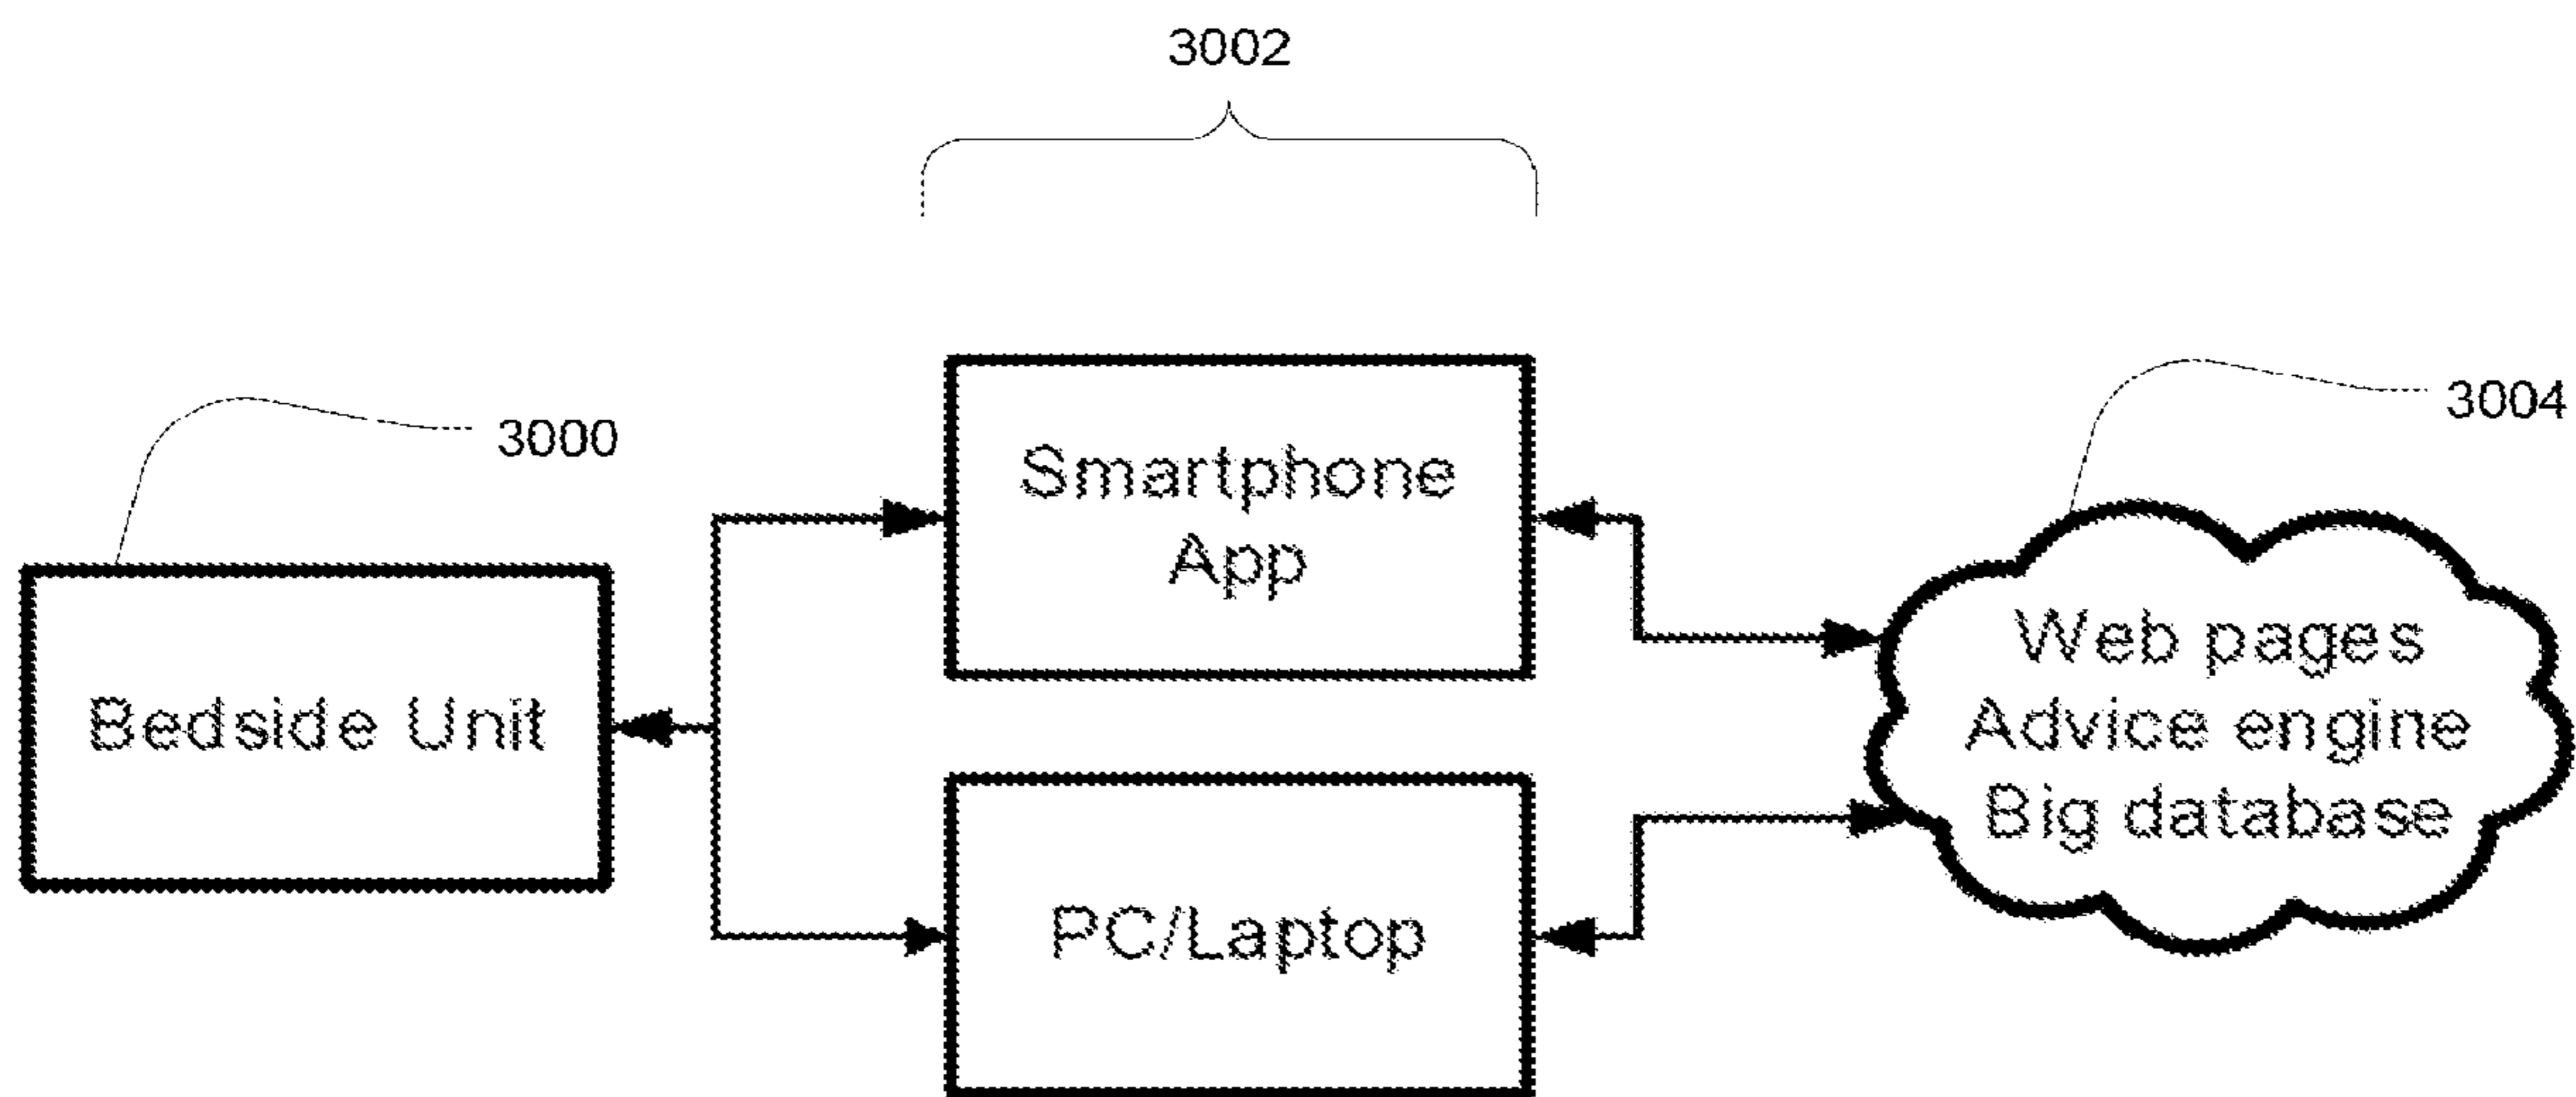 3002
3000
3004
Smartphone
App
Bedside Unit
Web pages
Advice engine
Big database
PC/Laptop